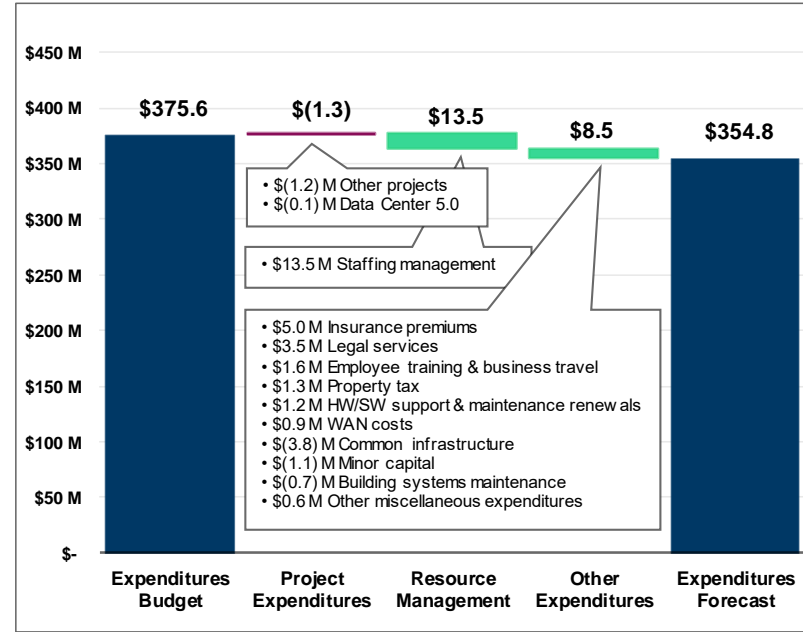 $450 M
$400 M
$350 M
$300 M
$250 M
$200 M
$150 M
$100 M
$50 M
$-
$375.6
$(1.3)
$13.5
$8.5
$354.8
• $(1.2) M Other projects
• $(0.1) M Data Center 5.0
• $13.5 M Staffing management
• $5.0 M Insurance premiums
• $3.5 M Legal services
• $1.6 M Employee training & business travel
• $1.3 M Property tax
• $1.2 M HW/SW support & maintenance renewals
• $0.9 M WAN costs
• $(3.8) M Common infrastructure
• $(1.1) M Minor capital
• $(0.7) M Building systems maintenance
• $0.6 M Other miscellaneous expenditures
Expenditures
Budget
Project
Expenditures
Resource
Management
Other
Expenditures
Expenditures
Forecast